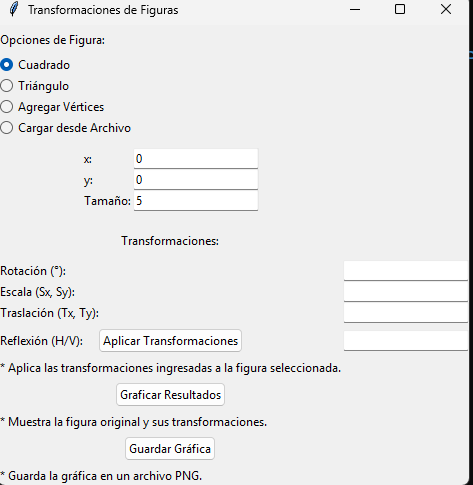 Transformaciones de Figuras
Opciones de Figura:
Cuadrado
Triángulo
Agregar Vértices
Cargar desde Archivo
x: 0
y: 0
Tamaño: 5
Transformaciones:
Rotación (°):
Escala (Sx, Sy):
Traslación (Tx, Ty):
Reflexión (H/V): Aplicar Transformaciones
* Aplica las transformaciones ingresadas a la figura seleccionada.
Graficar Resultados
* Muestra la figura original y sus transformaciones.
Guardar Gráfica
* Guarda la gráfica en un archivo PNG.